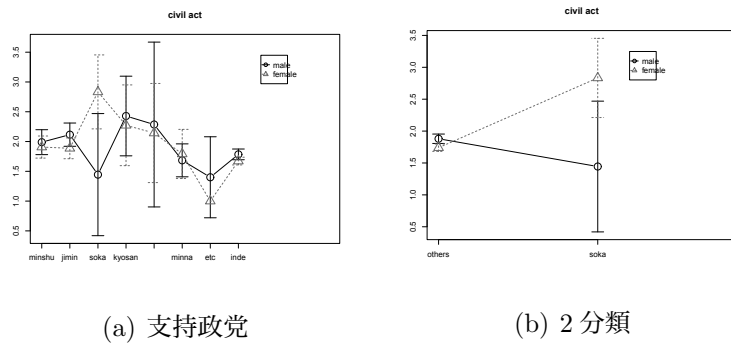 civil act
3.5
3.0
2.5
2.0
1.5
1.0
0.5
male
female
minshu jimin soka kyosan minna etc inde
(a) 支持政党
civil act
3.5
3.0
2.5
2.0
1.5
1.0
0.5
male
female
others soka
(b) 2 分類